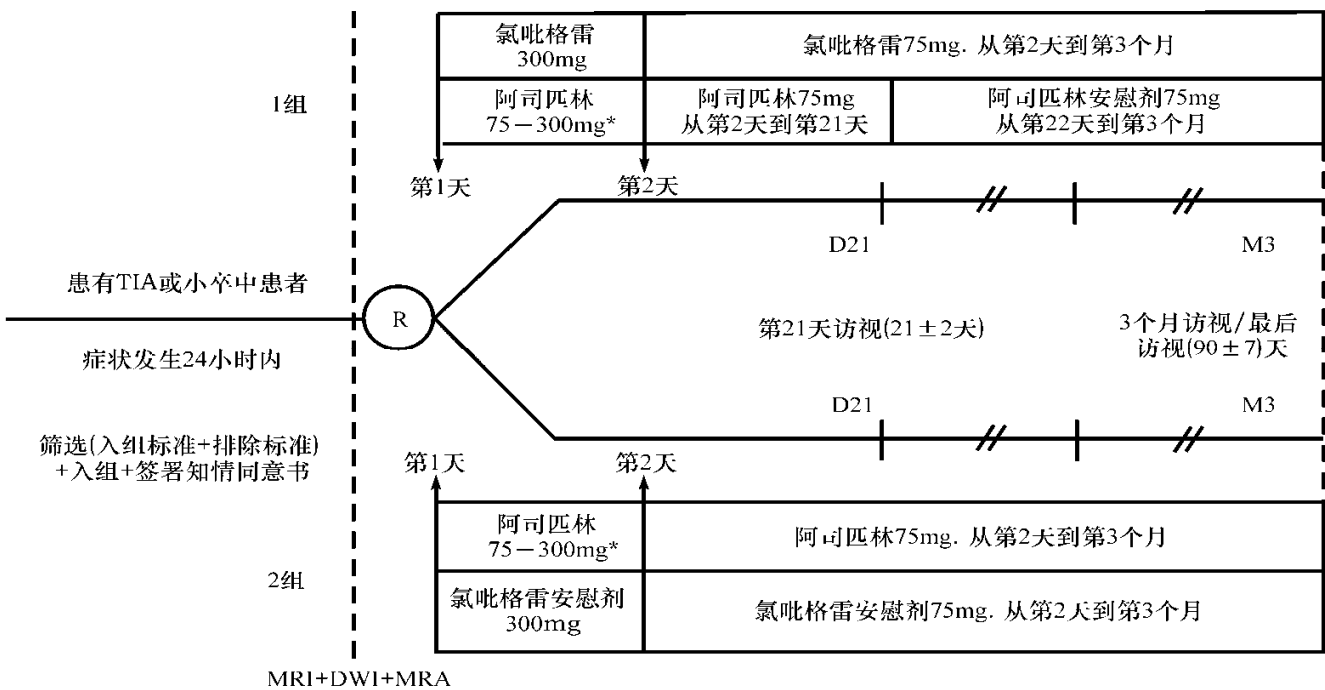 氯吡格雷
300mg
氯吡格雷75mg. 从第2天到第3个月
1组
阿司匹林
75－300mg*
阿司匹林75mg
从第2天到第21天
阿司匹林安慰剂75mg
从第22天到第3个月
第1天
第2天
D21
M3
患有TIA或小卒中患者
R
第21天访视(21±2天)
3个月访视/最后
访视(90±7)天
症状发生24小时内
D21
M3
筛选(入组标准+排除标准)
+入组+签署知情同意书
第1天
第2天
阿司匹林
75－300mg*
阿司匹林75mg. 从第2天到第3个月
2组
氯吡格雷安慰剂
300mg
氯吡格雷安慰剂75mg. 从第2天到第3个月
MRI+DWI+MRA